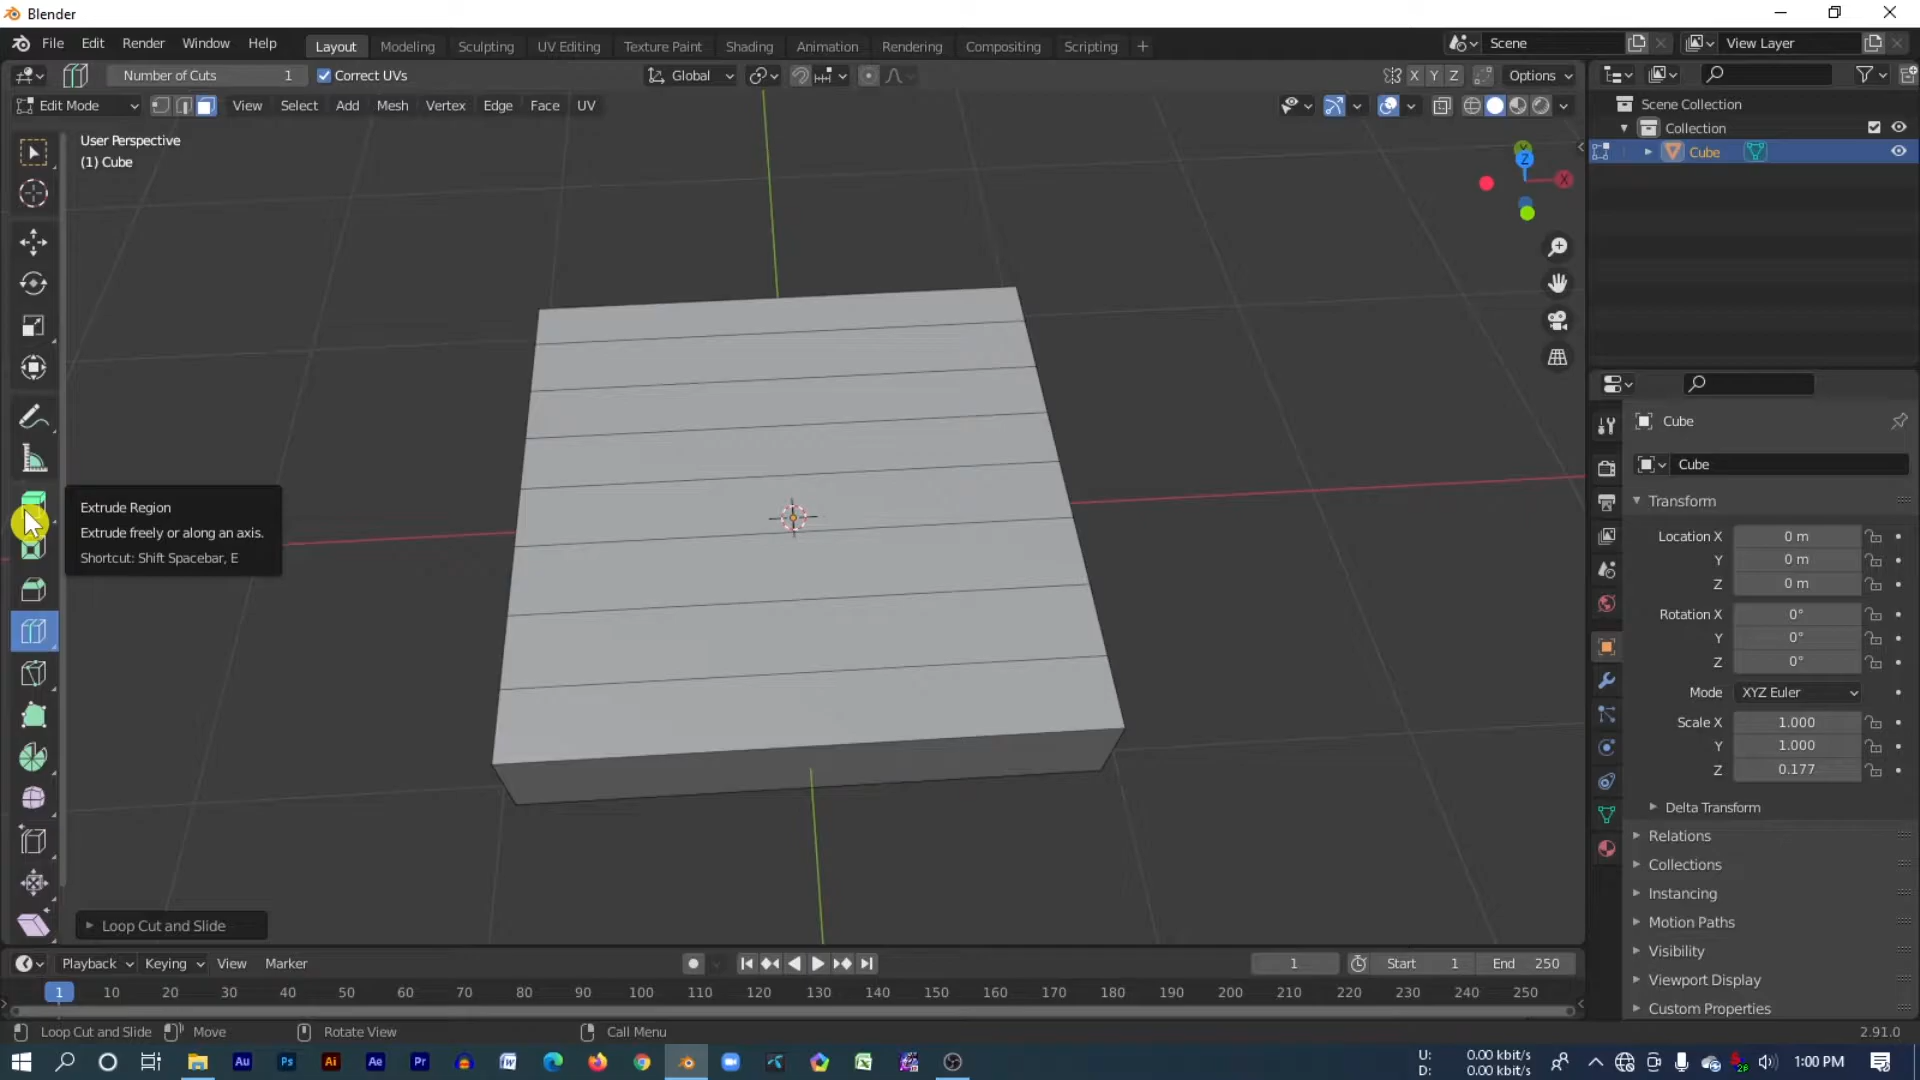 Blender
File Edit Render Window Help Layout Modeling Sculpting UV Editing Texture Paint Shading Animation Rendering Compositing Scripting + Scene View Layer
Number of Cuts 1 Correct UVs Global X Y Z Options
Edit Mode View Select Add Mesh Vertex Edge Face UV
User Perspective
(1) Cube
Z
X
Extrude Region
Extrude freely or along an axis.
Shortcut: Shift Spacebar, E
Loop Cut and Slide
Scene Collection
Collection
Cube
Cube
Cube
Transform
Location X 0 m
Y 0 m
Z 0 m
Rotation X 0°
Y 0°
Z 0°
Mode XYZ Euler
Scale X 1.000
Y 1.000
Z 0.177
Delta Transform
Relations
Collections
Instancing
Motion Paths
Visibility
Viewport Display
Custom Properties
Playback Keying View Marker 1 Start 1 End 250
1 10 20 30 40 50 60 70 80 90 100 110 120 130 140 150 160 170 180 190 200 210 220 230 240 250
Loop Cut and Slide Move Rotate View Call Menu 2.91.0
Au Ps Ai Ae Pr U: 0.00 kbit/s
D: 0.00 kbit/s
1:00 PM